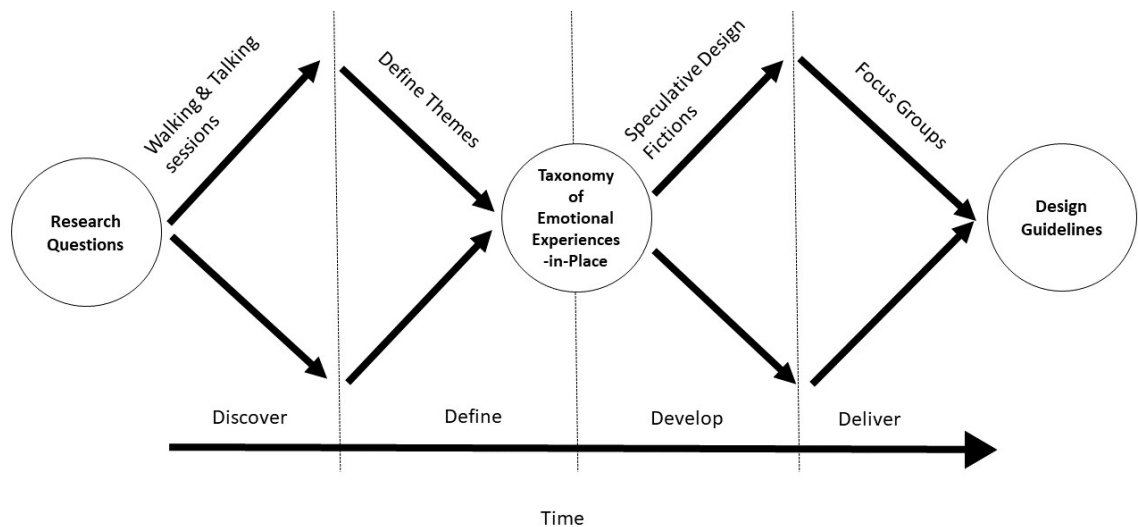 Walking & Talking
sessions
Define Themes
Speculative Design
Fictions
Focus Groups
Research
Questions
Taxonomy
of
Emotional
Experiences
-in-Place
Design
Guidelines
Discover
Define
Develop
Deliver
Time